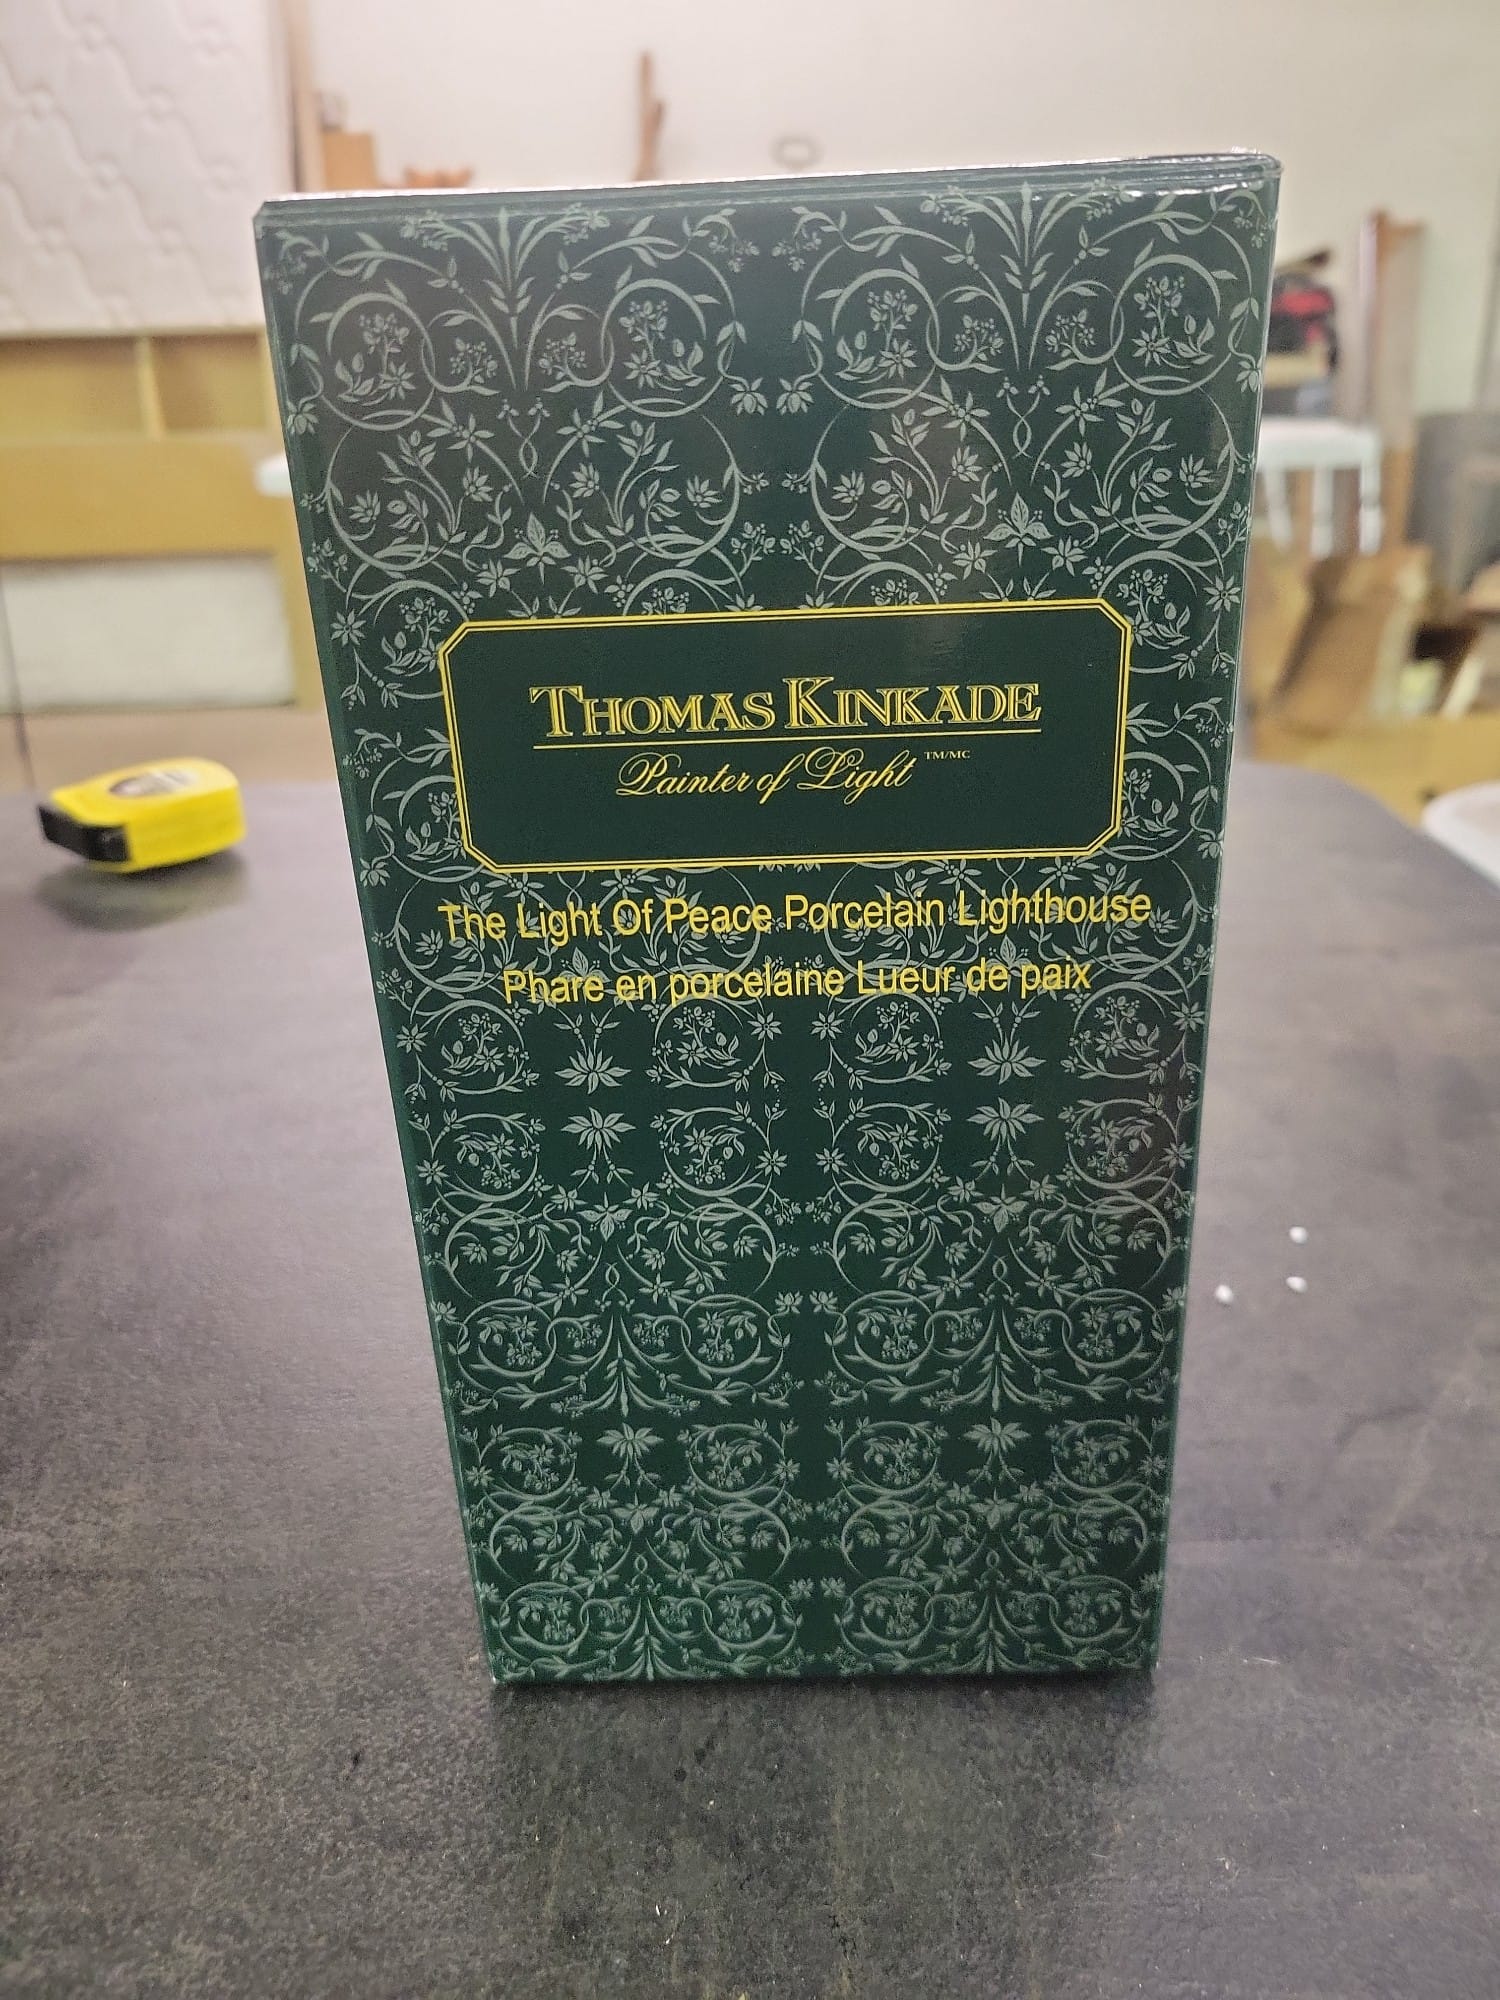 THOMAS KINKADE
Painter of Light TM/MC
The Light Of Peace Porcelain Lighthouse
Phare en porcelaine Lueur de paix